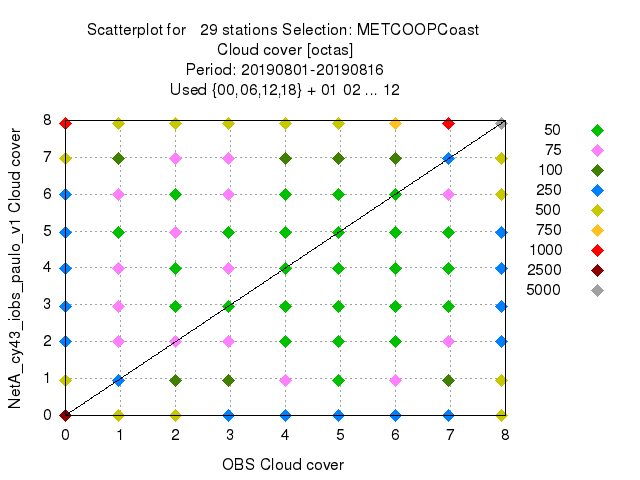 Scatterplot for   29 stations Selection: METCOOPCoast
Cloud cover [octas]
Period: 20190801-20190816
Used {00,06,12,18} + 01 02 ... 12
NetA_cy43_iobs_paulo_v1 Cloud cover
8
7
6
5
4
3
2
1
0
0 1 2 3 4 5 6 7 8
OBS Cloud cover
50
75
100
250
500
750
1000
2500
5000